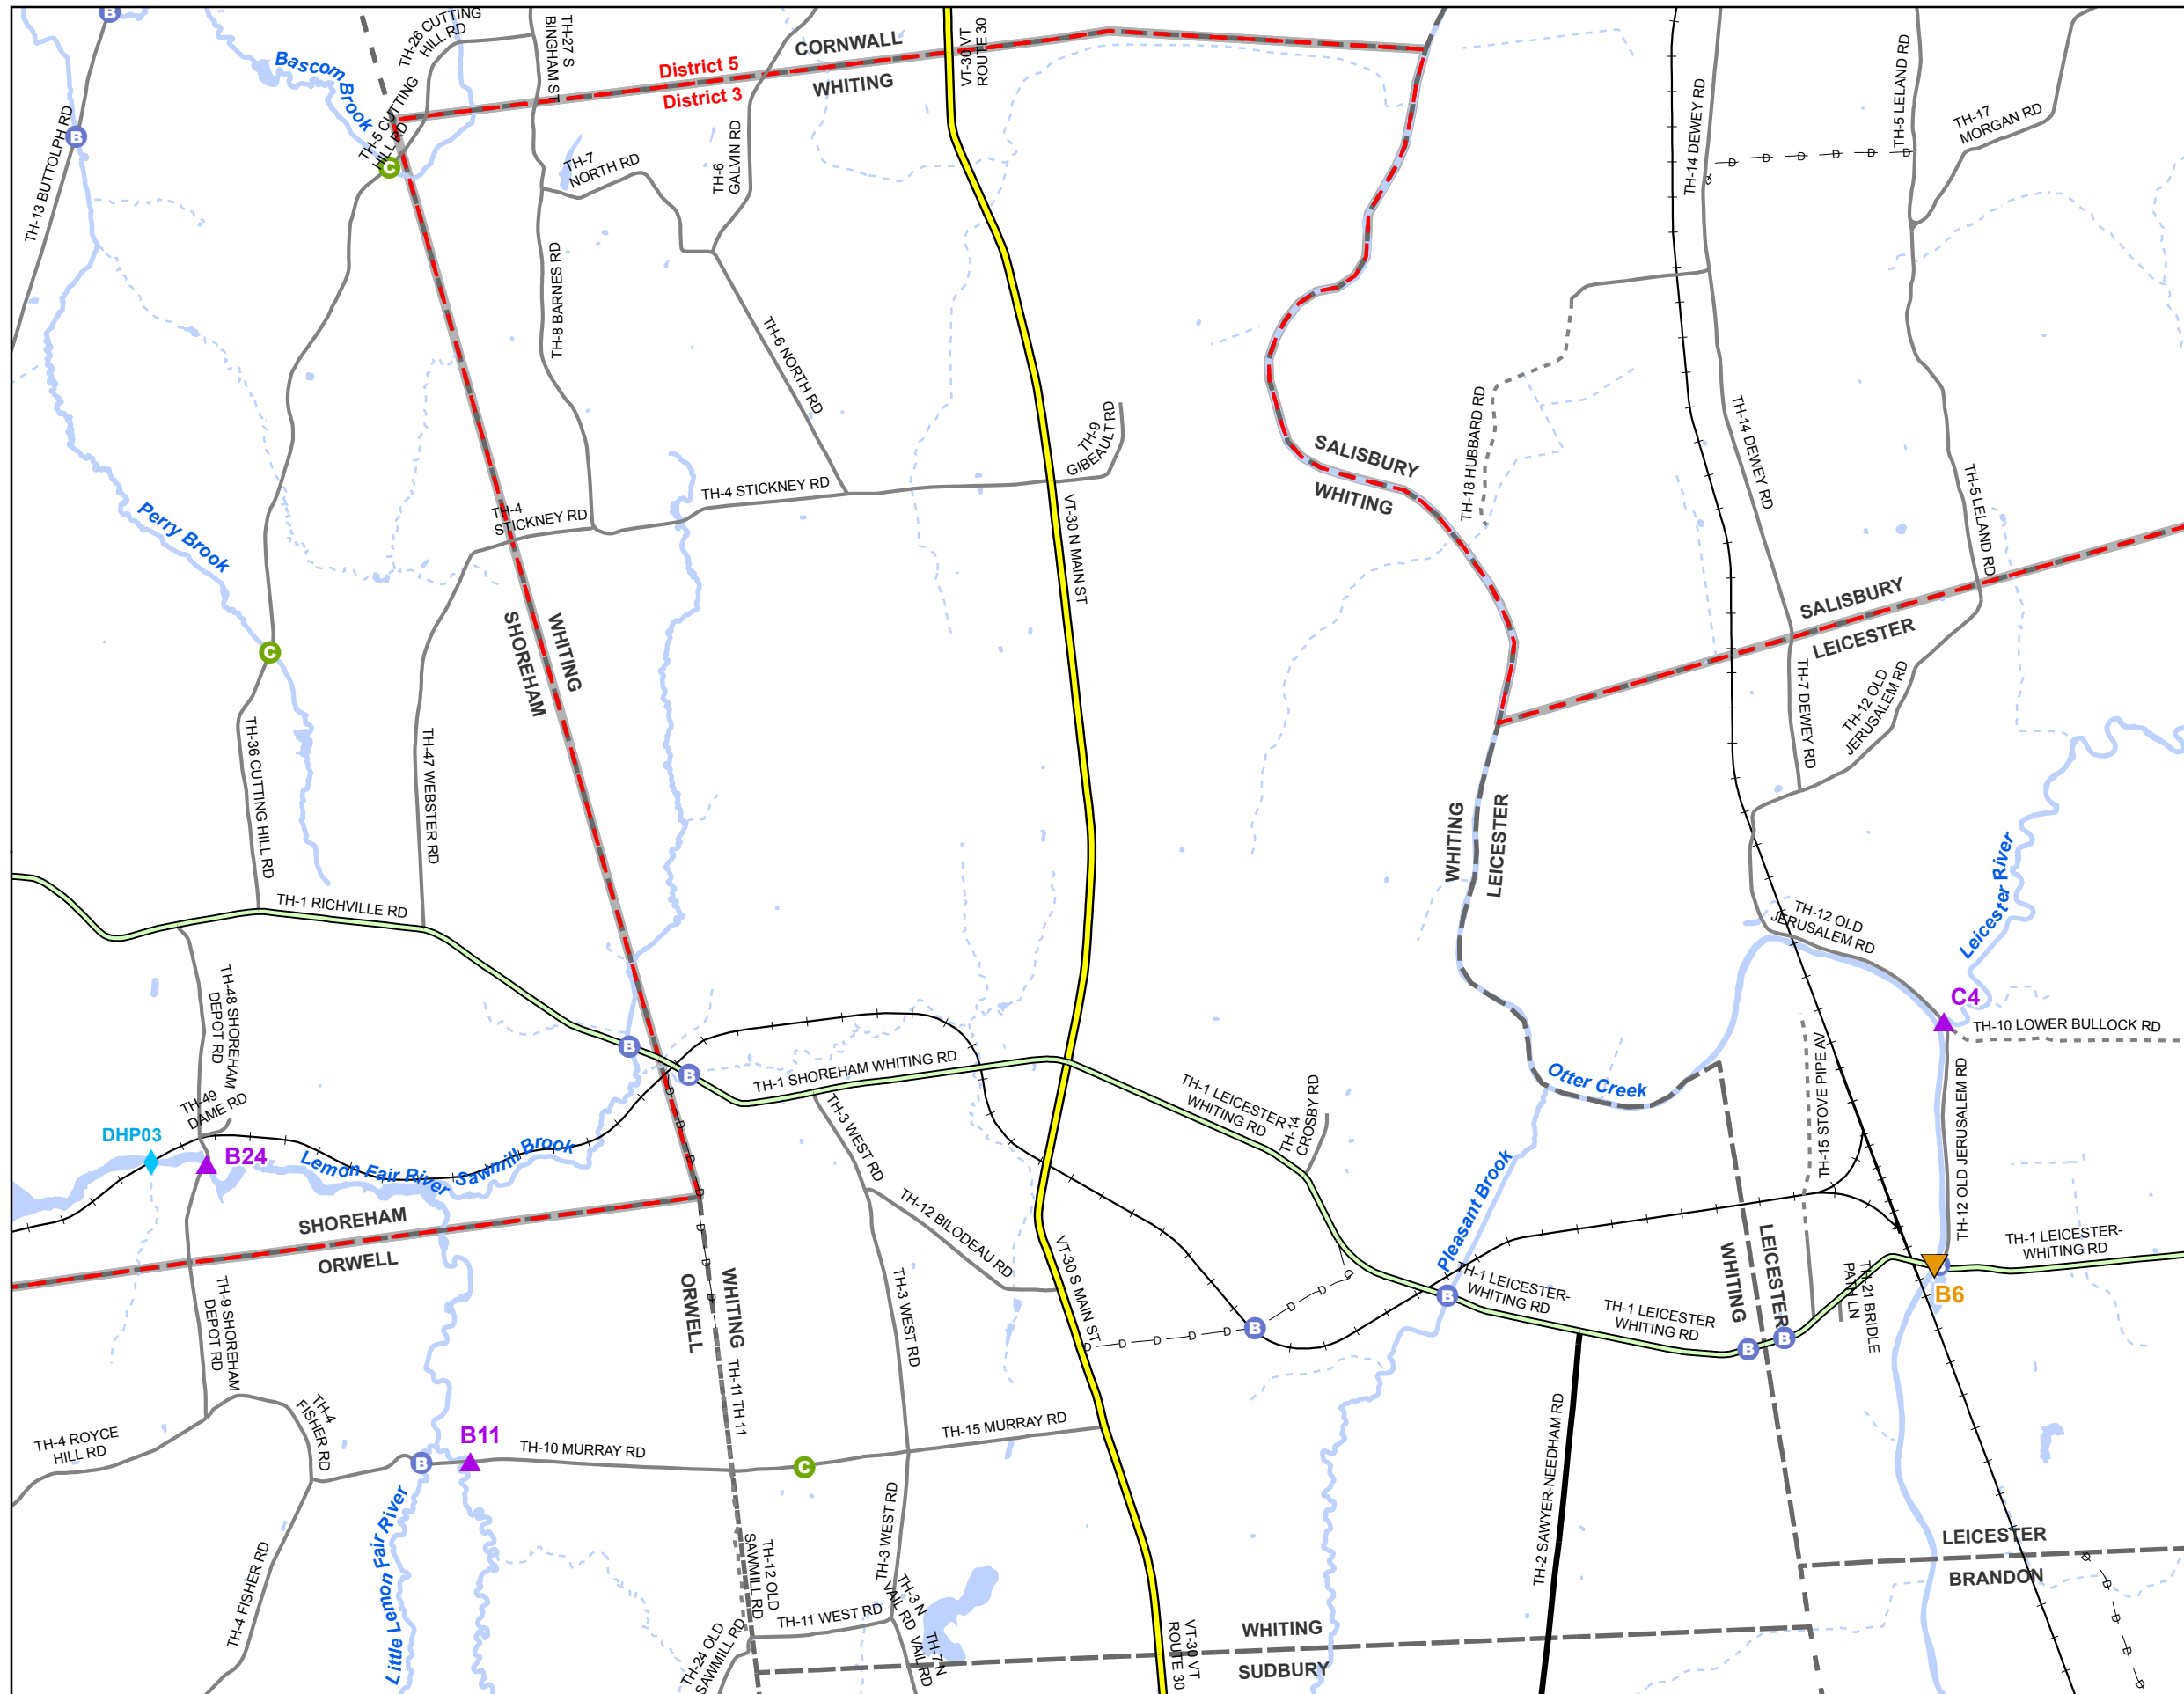 B
TH-26 CUTTING
HILL RD
TH-27 S
BINGHAM ST
District 5
District 3
CORNWALL
WHITING
VT-30 VT
ROUTE 30
Bascom
Brook
TH-5 CUTTING
HILL RD
C
B
TH-13 BUTTOLPH RD
TH-7
NORTH RD
TH-6
GALVIN RD
TH-14 DEWEY RD
TH-5 LELAND RD
TH-17
MORGAN RD
D D D D D D
D
TH-8 BARNES RD
TH-6 NORTH RD
TH-9
GIBEAULT RD
SALISBURY
WHITING
TH-18 HUBBARD RD
TH-14 DEWEY RD
TH-5 LELAND RD
TH-4
STICKNEY RD
TH-4 STICKNEY RD
VT-30 N MAIN ST
Perry Brook
C
WHITING
SHOREHAM
SALISBURY
LEICESTER
TH-7 DEWEY RD
TH-12 OLD
JERUSALEM RD
TH-36 CUTTING HILL RD
TH-47 WEBSTER RD
WHITING
LEICESTER
Leicester River
TH-1 RICHVILLE RD
TH-12 OLD
JERUSALEM RD
TH-48 SHOREHAM
DEPOT RD
C4
TH-10 LOWER BULLOCK RD
B
B
TH-1 SHOREHAM WHITING RD
TH-1 LEICESTER
WHITING RD
TH-14
CROSBY RD
Otter Creek
TH-15 STOVE PIPE AV
TH-12 OLD JERUSALEM RD
TH-49
DAME RD
DHP03
B24
Lemon Fair River
Sawmill Brook
TH-3 WEST RD
D D D D
SHOREHAM
ORWELL
TH-12 BILODEAU RD
Pleasant Brook
TH-9 SHOREHAM
DEPOT RD
ORWELL
WHITING
D D D
TH-3 WEST RD
VT-30 S MAIN ST
D D D D D
B
D D D
B
TH-1 LEICESTER-
WHITING RD
TH-1 LEICESTER
WHITING RD
WHITING
LEICESTER
B
B
TH-21 BRIDLE
PATH LN
B6
TH-1 LEICESTER-
WHITING RD
TH-11 TH 11
TH-4 ROYCE
HILL RD
TH-4
FISHER RD
B
B11
TH-10 MURRAY RD
C
TH-15 MURRAY RD
TH-2 SAWYER-NEEDHAM RD
Little Lemon Fair River
TH-4 FISHER RD
TH-12 OLD
SAWMILL RD
TH-3 WEST RD
TH-11 WEST RD
TH-3 N
VAIL RD
TH-7 N
VAIL RD
TH-24 OLD
SAWMILL RD
VT-30 VT
ROUTE 30
WHITING
SUDBURY
LEICESTER
BRANDON
D D D D D